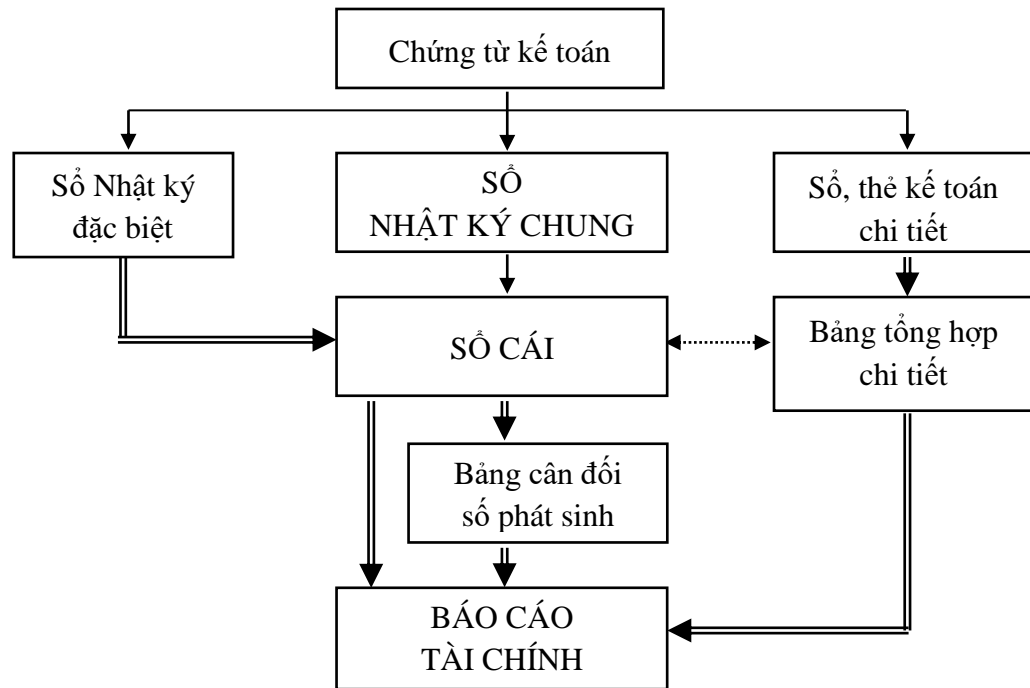 Chứng từ kế toán
Sổ Nhật ký
đặc biệt
SỔ
NHẬT KÝ CHUNG
Sổ, thẻ kế toán
chi tiết
SỔ CÁI
Bảng tổng hợp
chi tiết
Bảng cân đối
số phát sinh
BÁO CÁO
TÀI CHÍNH